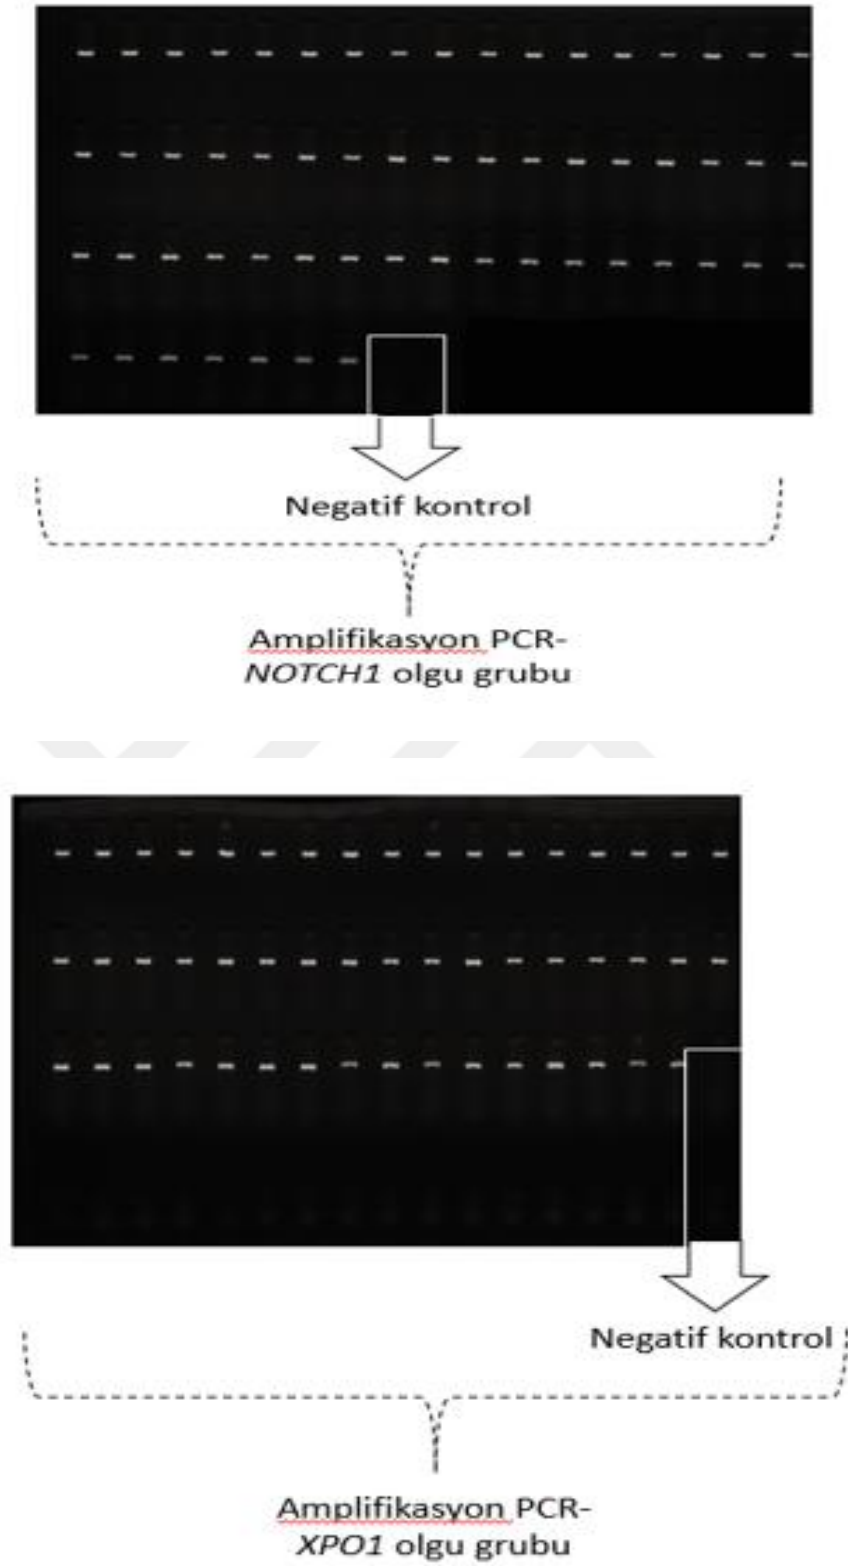 Negatif kontrol
Amplifikasyon PCR-
NOTCH1 olgu grubu
Negatif kontrol
Amplifikasyon PCR-
XPO1 olgu grubu